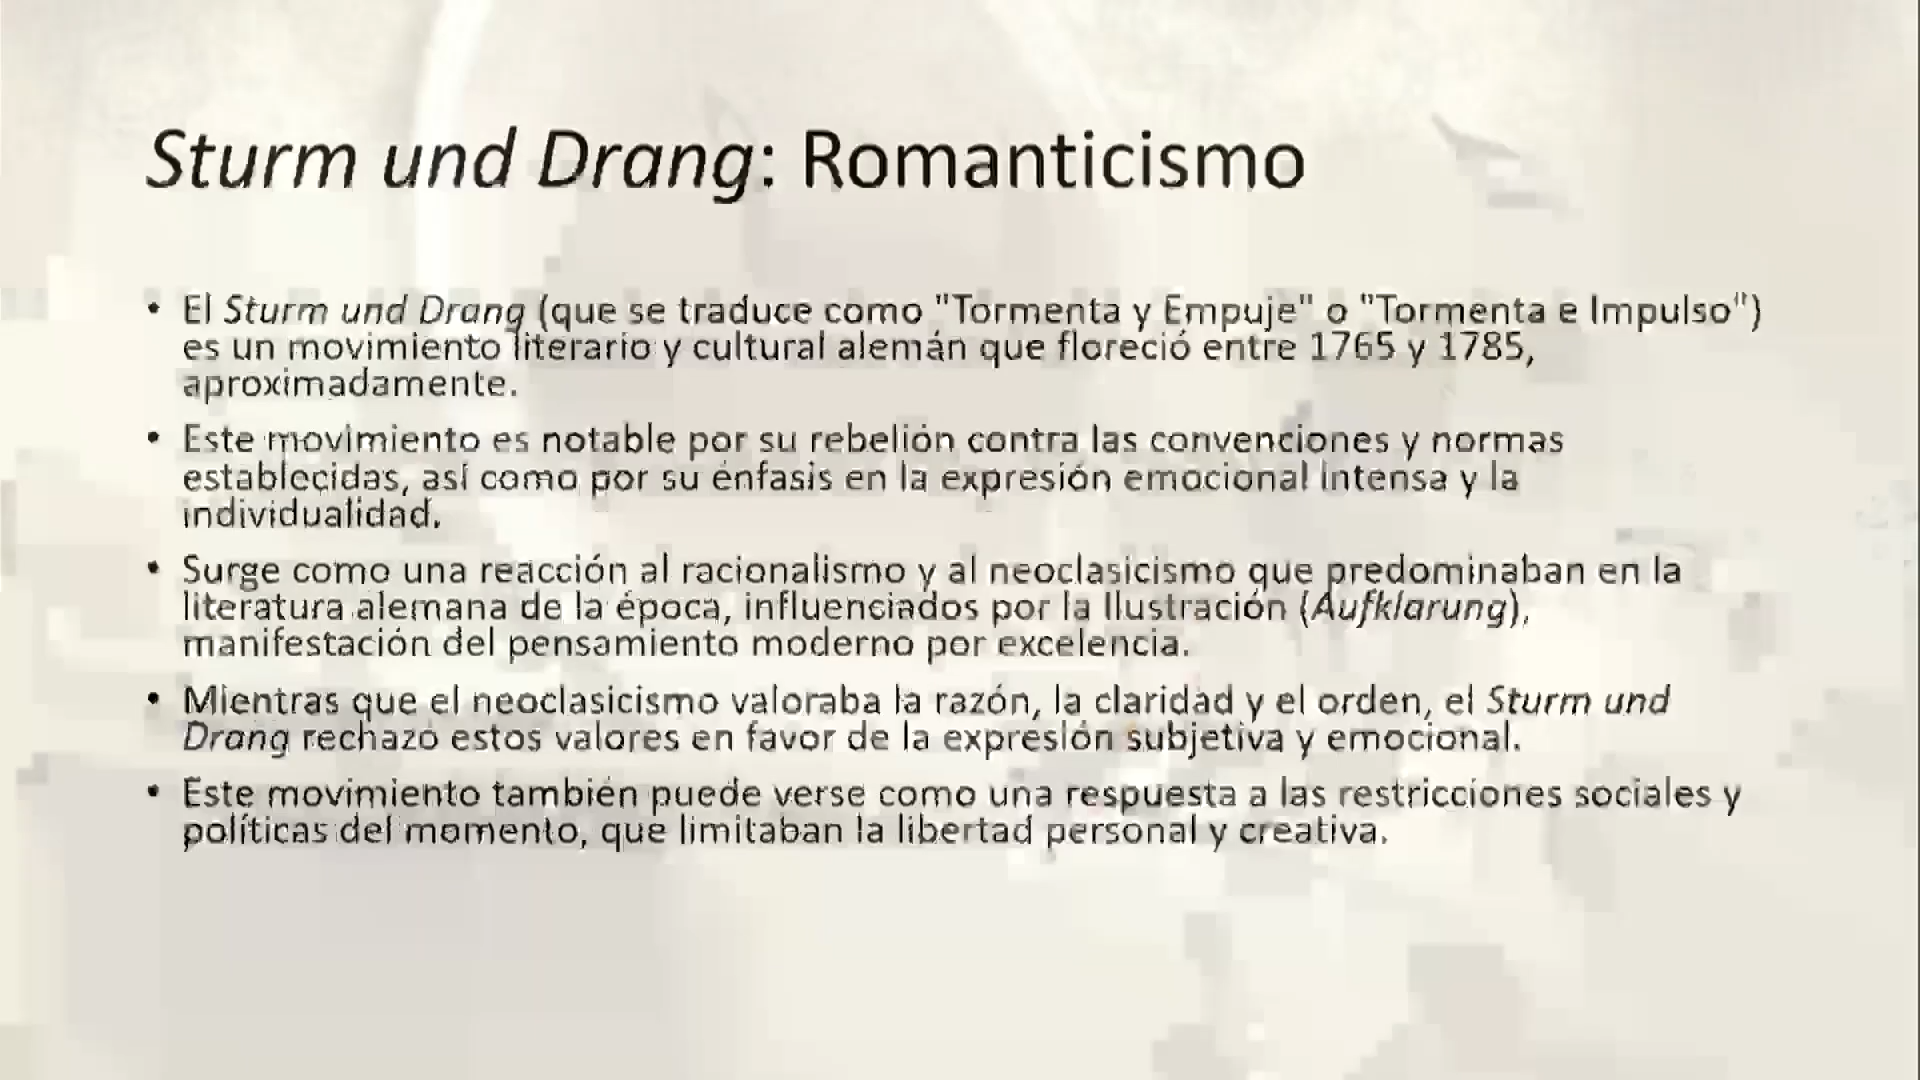 Sturm und Drang: Romanticismo
• El Sturm und Drang (que se traduce como "Tormenta y Empuje" o "Tormenta e Impulso")
es un movimiento literario y cultural alemán que floreció entre 1765 y 1785,
aproximadamente.
• Este movimiento es notable por su rebelión contra las convenciones y normas
establecidas, así como por su énfasis en la expresión emocional intensa y la
individualidad.
• Surge como una reacción al racionalismo y al neoclasicismo que predominaban en la
literatura alemana de la época, influenciados por la Ilustración (Aufklarung),
manifestación del pensamiento moderno por excelencia.
• Mientras que el neoclasicismo valoraba la razón, la claridad y el orden, el Sturm und
Drang rechazó estos valores en favor de la expresión subjetiva y emocional.
• Este movimiento también puede verse como una respuesta a las restricciones sociales y
políticas del momento, que limitaban la libertad personal y creativa.